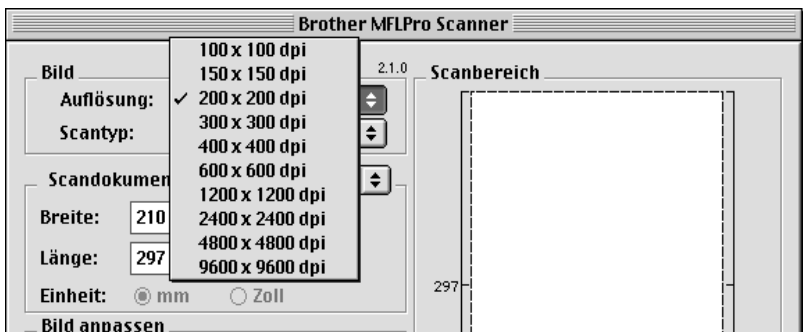 Brother MFLPro Scanner
Bild
2.1.0
Auflösung:
Scantyp:
100 x 100 dpi
150 x 150 dpi
✓ 200 x 200 dpi
300 x 300 dpi
400 x 400 dpi
600 x 600 dpi
1200 x 1200 dpi
2400 x 2400 dpi
4800 x 4800 dpi
9600 x 9600 dpi
Scandokumen
Breite: 210
Länge: 297
Einheit: mm Zoll
Bild anpassen
Scanbereich
297